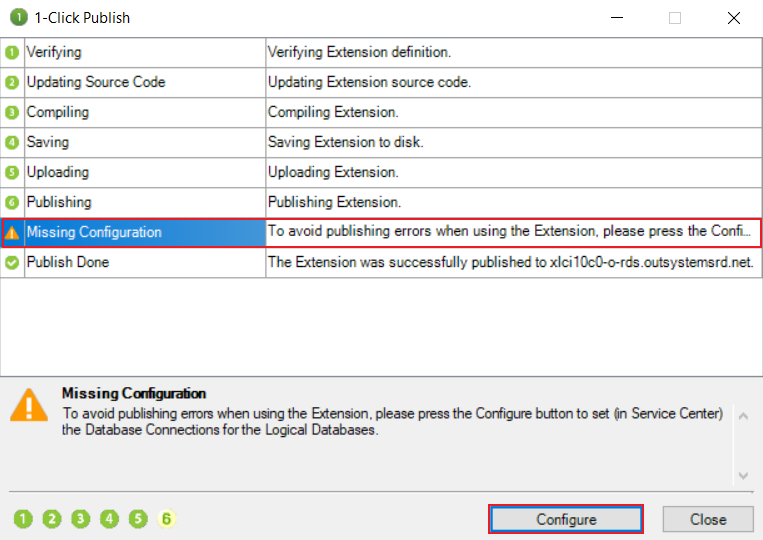 1 1-Click Publish
1 Verifying Verifying Extension definition.
2 Updating Source Code Updating Extension source code.
3 Compiling Compiling Extension.
4 Saving Saving Extension to disk.
5 Uploading Uploading Extension.
6 Publishing Publishing Extension.
Missing Configuration To avoid publishing errors when using the Extension, please press the Confi...
Publish Done The Extension was successfully published to xlci10c0-o-rds.outsystemsrd.net.
Missing Configuration
To avoid publishing errors when using the Extension, please press the Configure button to set (in Service Center)
the Database Connections for the Logical Databases.
1 2 3 4 5 6 Configure Close